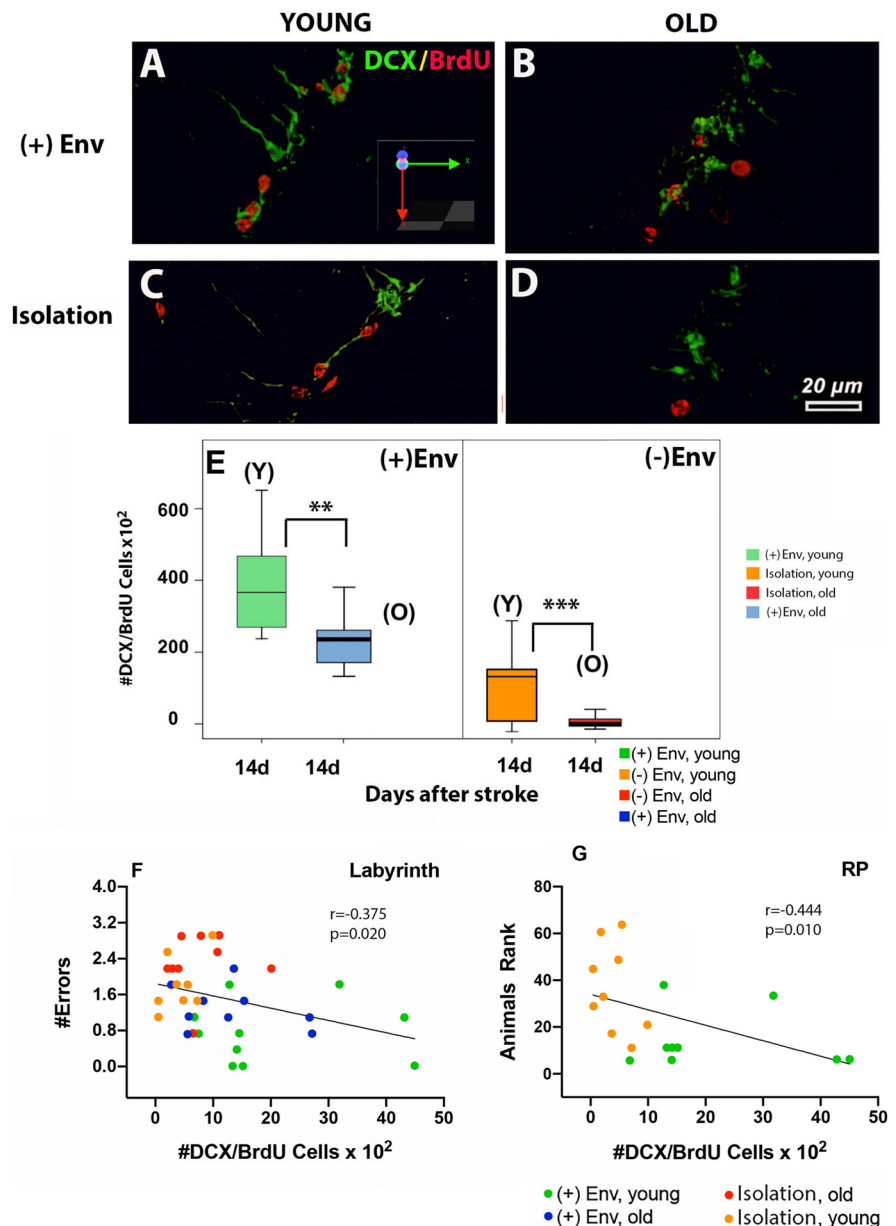 YOUNG OLD
A DCX/BrdU B
(+) Env
x
C D
Isolation
20 µm
E (Y) (+)Env (-)Env
**
(O)
(Y) ***
(O)
#DCX/BrdU Cells x10²
600
400
200
0
(+)Env, young
Isolation, young
Isolation, old
(+)Env, old
14d 14d 14d 14d
Days after stroke
(+) Env, young
(-) Env, young
(-) Env, old
(+) Env, old
F Labyrinth
r=-0.375
p=0.020
#Errors
4.0
3.2
2.4
1.6
0.8
0.0
0 10 20 30 40 50
#DCX/BrdU Cells x 10²
G RP
r=-0.444
p=0.010
Animals Rank
80
60
40
20
0
0 10 20 30 40 50
#DCX/BrdU Cells x 10²
(+) Env, young Isolation, old
(+) Env, old Isolation, young